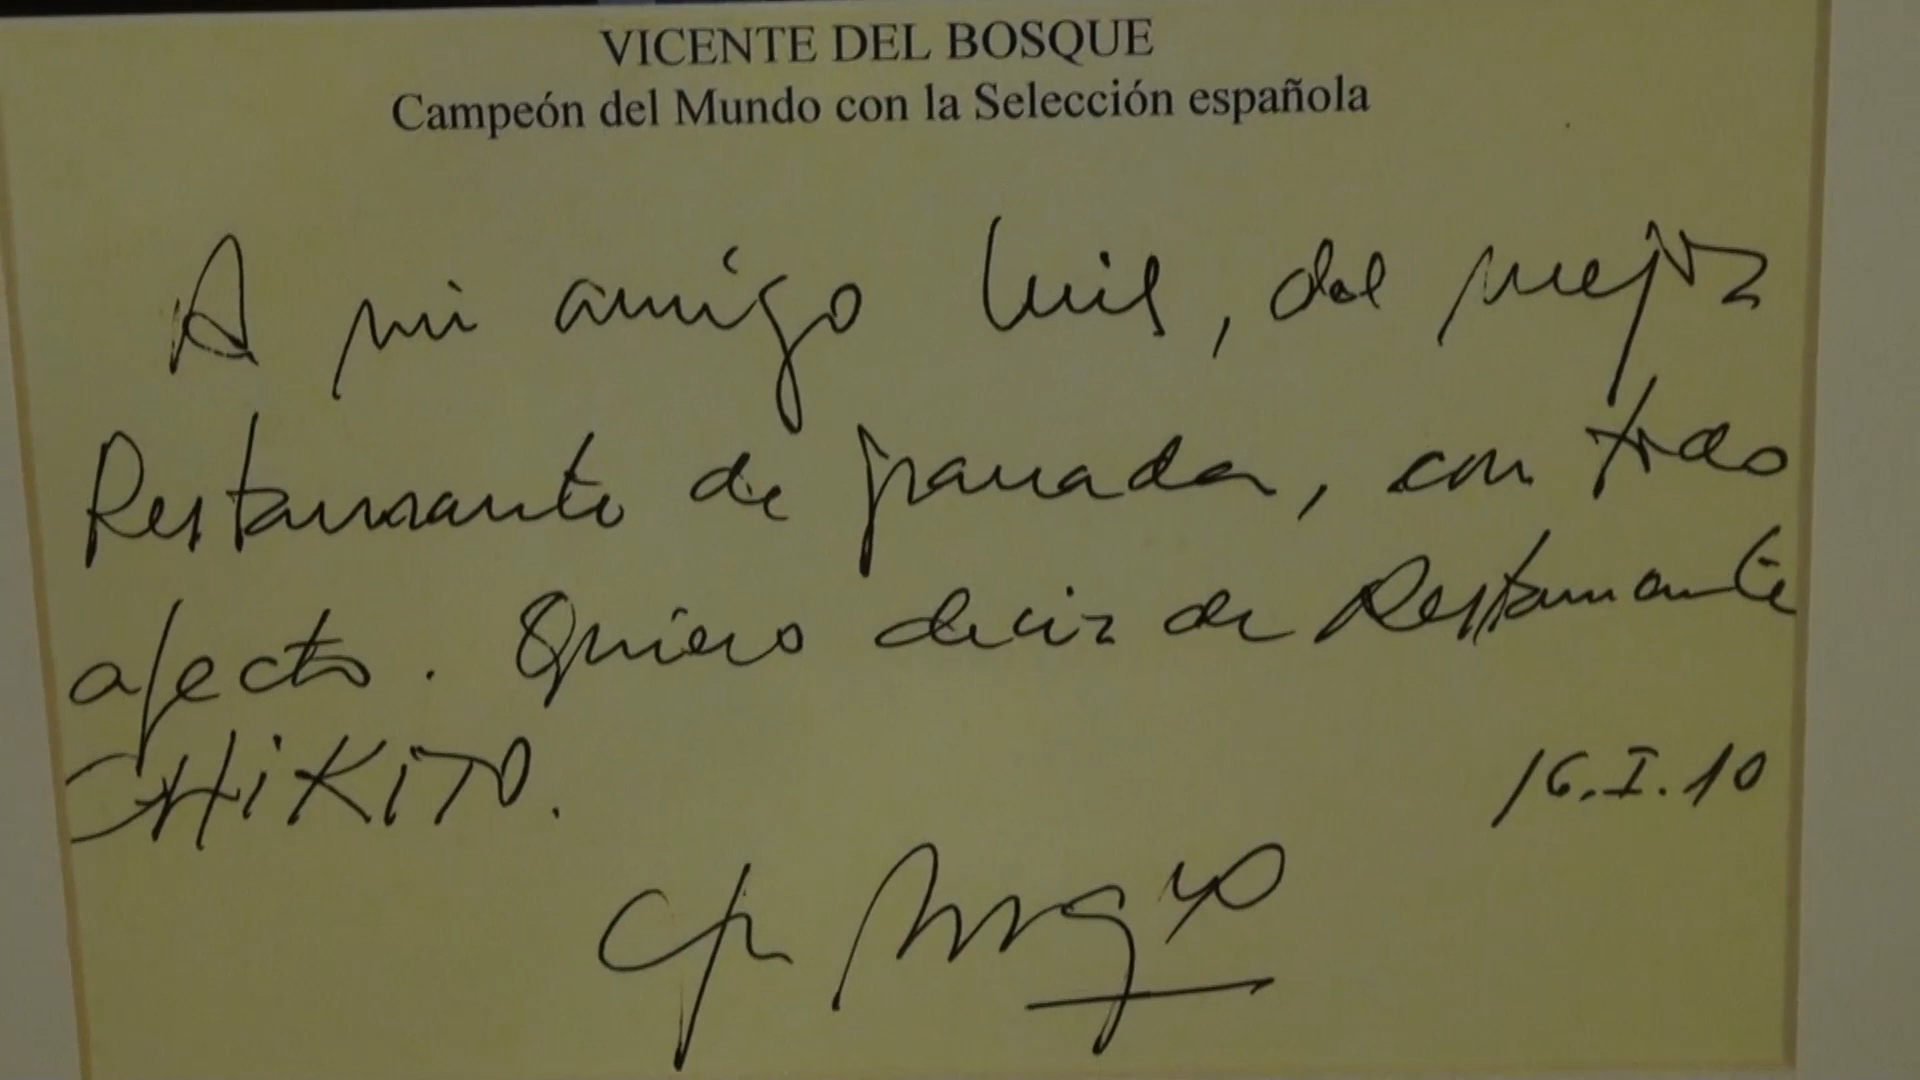 VICENTE DEL BOSQUE
Campeón del Mundo con la Selección española
A mi amigo Luis, del mejor
Restaurante de Granada, con todo
afecto. Quiero decir de Restaurante
CHIKITO.
16.I.10